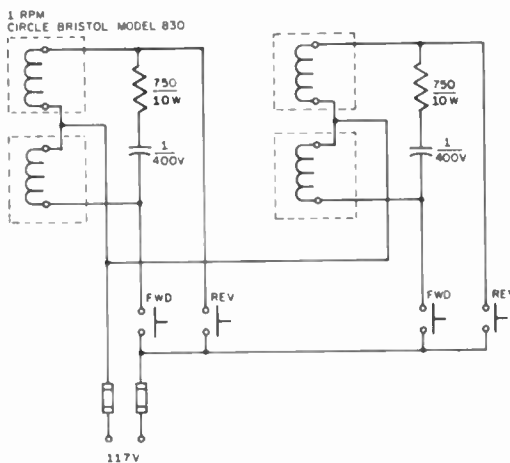 1 RPM
CIRCLE BRISTOL MODEL 830
750
10W
1
400V
750
10W
1
400V
FWD
REV
FWD
REV
117V